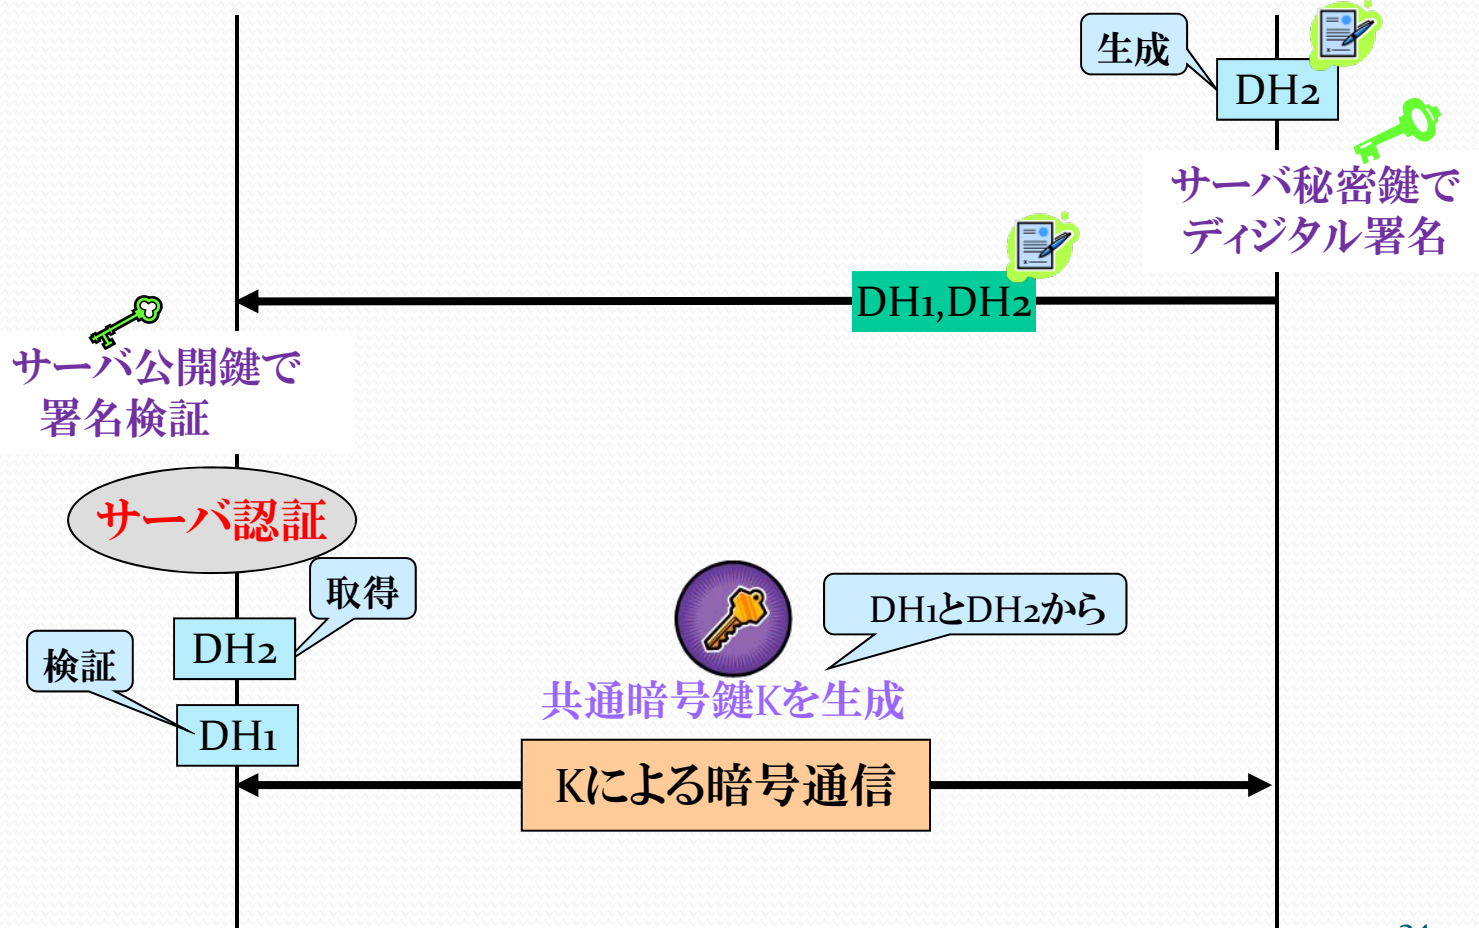 生成
DH2
サーバ秘密鍵で
ディジタル署名
DH1,DH2
サーバ公開鍵で
署名検証
サーバ認証
取得
DH2
検証
DH1
DH1とDH2から
共通暗号鍵Kを生成
Kによる暗号通信